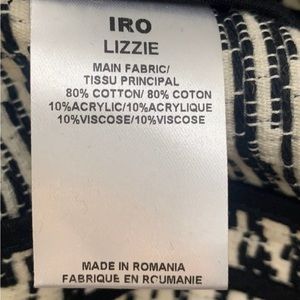 IRO
LIZZIE
MAIN FABRIC/
TISSU PRINCIPAL
80% COTTON/ 80% COTON
10%ACRYLIC/10%ACRYLIQUE
10%VISCOSE/10%VISCOSE
MADE IN ROMANIA
FABRIQUE EN ROUMANIE